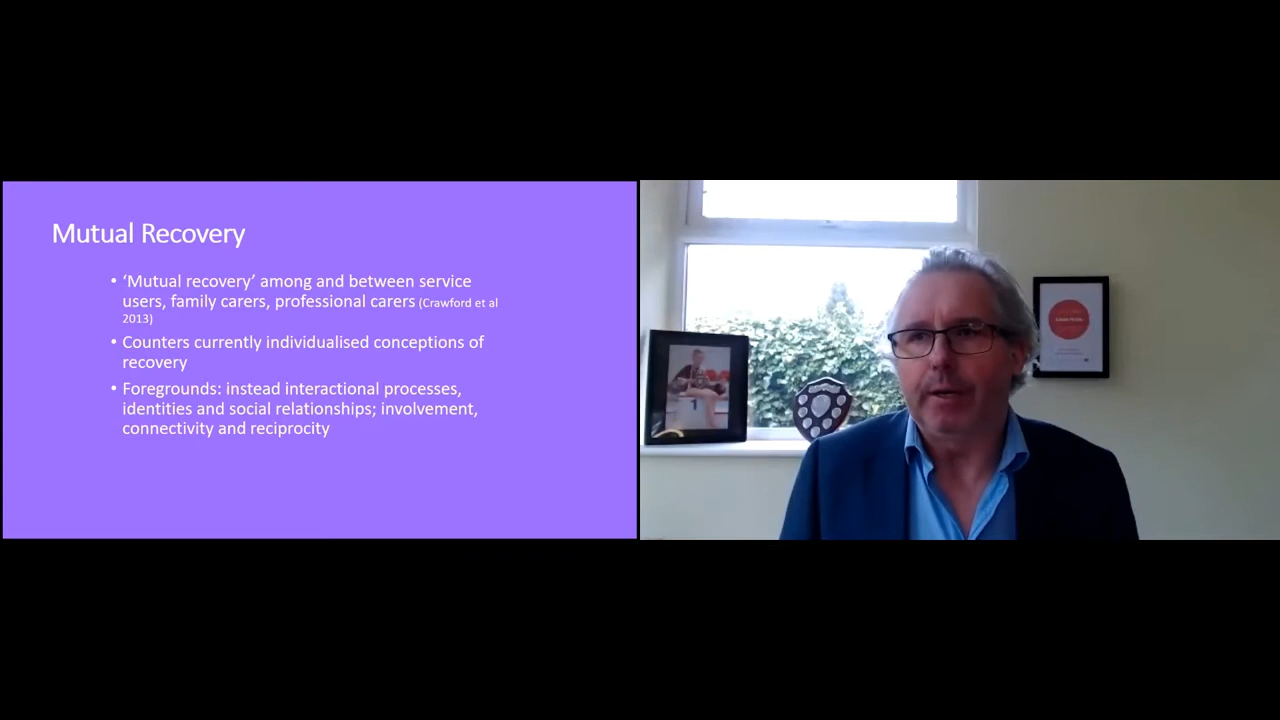 Mutual Recovery
• ‘Mutual recovery’ among and between service
users, family carers, professional carers (Crawford et al
2013)
• Counters currently individualised conceptions of
recovery
• Foregrounds: instead interactional processes,
identities and social relationships; involvement,
connectivity and reciprocity
1